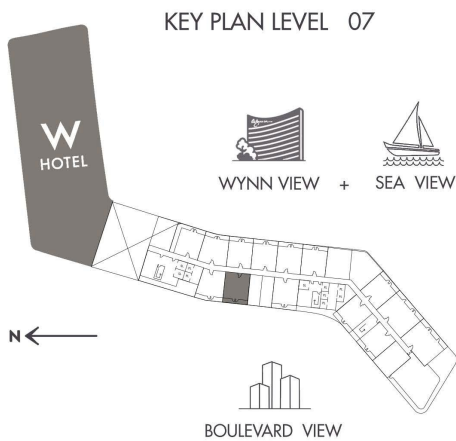 KEY PLAN LEVEL 07
W
HOTEL
WYNN VIEW + SEA VIEW
N
BOULEVARD VIEW